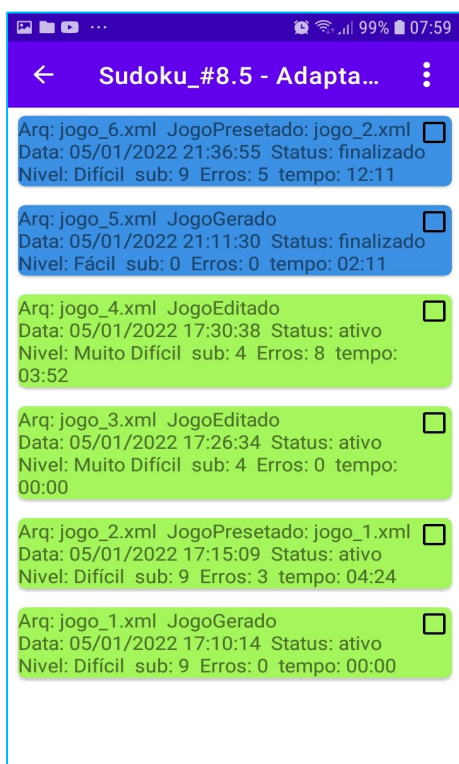 99% 07:59
Sudoku_#8.5 - Adapta...
Arq: jogo_6.xml JogoPresetado: jogo_2.xml
Data: 05/01/2022 21:36:55 Status: finalizado
Nivel: Difícil sub: 9 Erros: 5 tempo: 12:11
Arq: jogo_5.xml JogoGerado
Data: 05/01/2022 21:11:30 Status: finalizado
Nivel: Fácil sub: 0 Erros: 0 tempo: 02:11
Arq: jogo_4.xml JogoEditado
Data: 05/01/2022 17:30:38 Status: ativo
Nivel: Muito Difícil sub: 4 Erros: 8 tempo:
03:52
Arq: jogo_3.xml JogoEditado
Data: 05/01/2022 17:26:34 Status: ativo
Nivel: Muito Difícil sub: 4 Erros: 0 tempo:
00:00
Arq: jogo_2.xml JogoPresetado: jogo_1.xml
Data: 05/01/2022 17:15:09 Status: ativo
Nivel: Difícil sub: 9 Erros: 3 tempo: 04:24
Arq: jogo_1.xml JogoGerado
Data: 05/01/2022 17:10:14 Status: ativo
Nivel: Difícil sub: 9 Erros: 0 tempo: 00:00